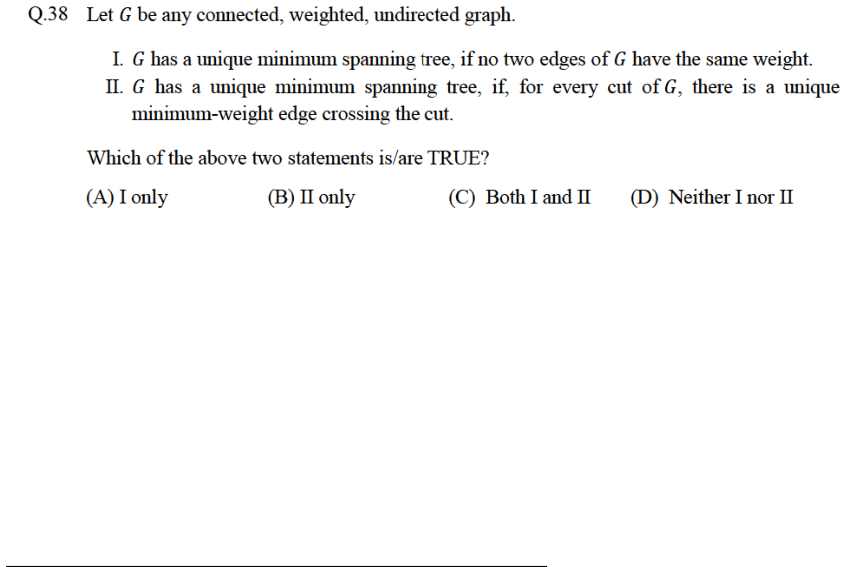 Q.38 Let G be any connected, weighted, undirected graph.
I. G has a unique minimum spanning tree, if no two edges of G have the same weight.
II. G has a unique minimum spanning tree, if, for every cut of G, there is a unique
minimum-weight edge crossing the cut.
Which of the above two statements is/are TRUE?
(A) I only (B) II only (C) Both I and II (D) Neither I nor II